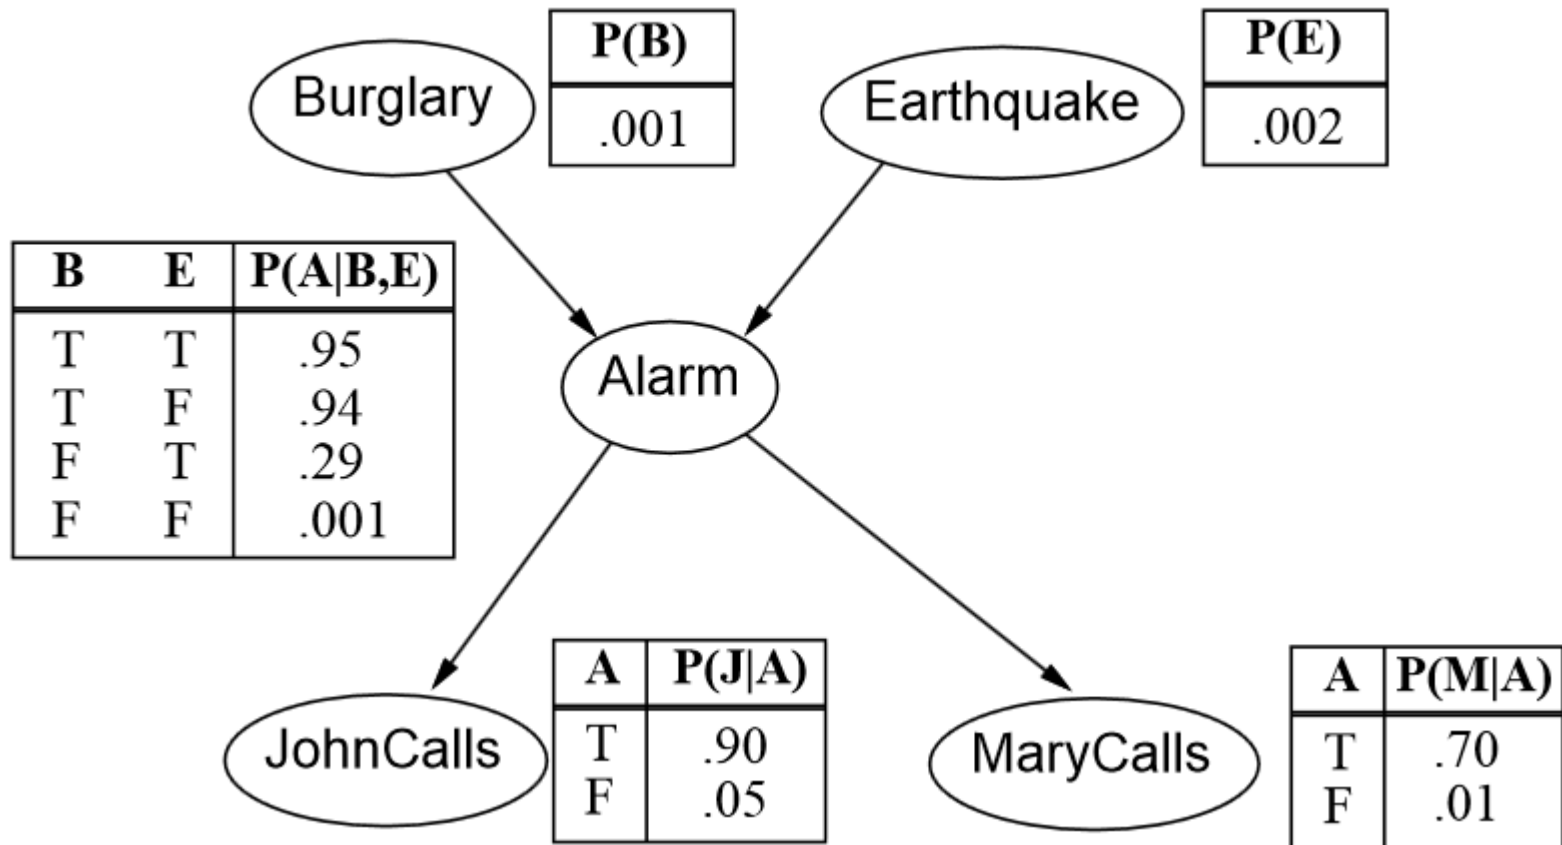 Burglary
P(B)
.001
Earthquake
P(E)
.002
B E P(A|B,E)
T T .95
T F .94
F T .29
F F .001
Alarm
JohnCalls
A P(J|A)
T .90
F .05
MaryCalls
A P(M|A)
T .70
F .01